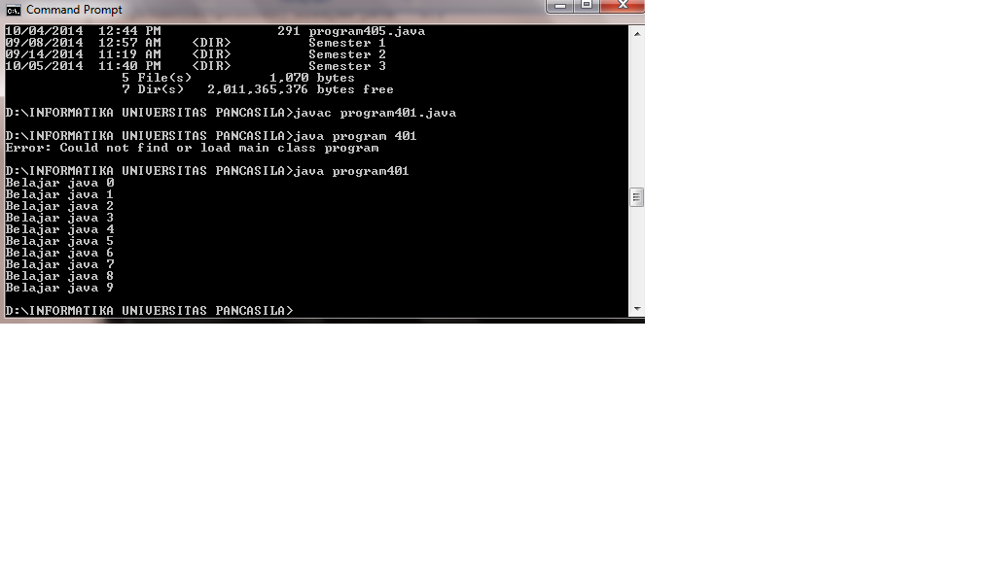 Command Prompt
10/04/2014  12:44 PM               291 program405.java
09/08/2014  12:57 AM    <DIR>          Semester 1
09/14/2014  11:19 AM    <DIR>          Semester 2
10/05/2014  11:40 PM    <DIR>          Semester 3
               5 File(s)          1,070 bytes
               7 Dir(s)   2,011,365,376 bytes free
D:\INFORMATIKA UNIVERSITAS PANCASILA>javac program401.java
D:\INFORMATIKA UNIVERSITAS PANCASILA>java program 401
Error: Could not find or load main class program
D:\INFORMATIKA UNIVERSITAS PANCASILA>java program401
Belajar java 0
Belajar java 1
Belajar java 2
Belajar java 3
Belajar java 4
Belajar java 5
Belajar java 6
Belajar java 7
Belajar java 8
Belajar java 9
D:\INFORMATIKA UNIVERSITAS PANCASILA>